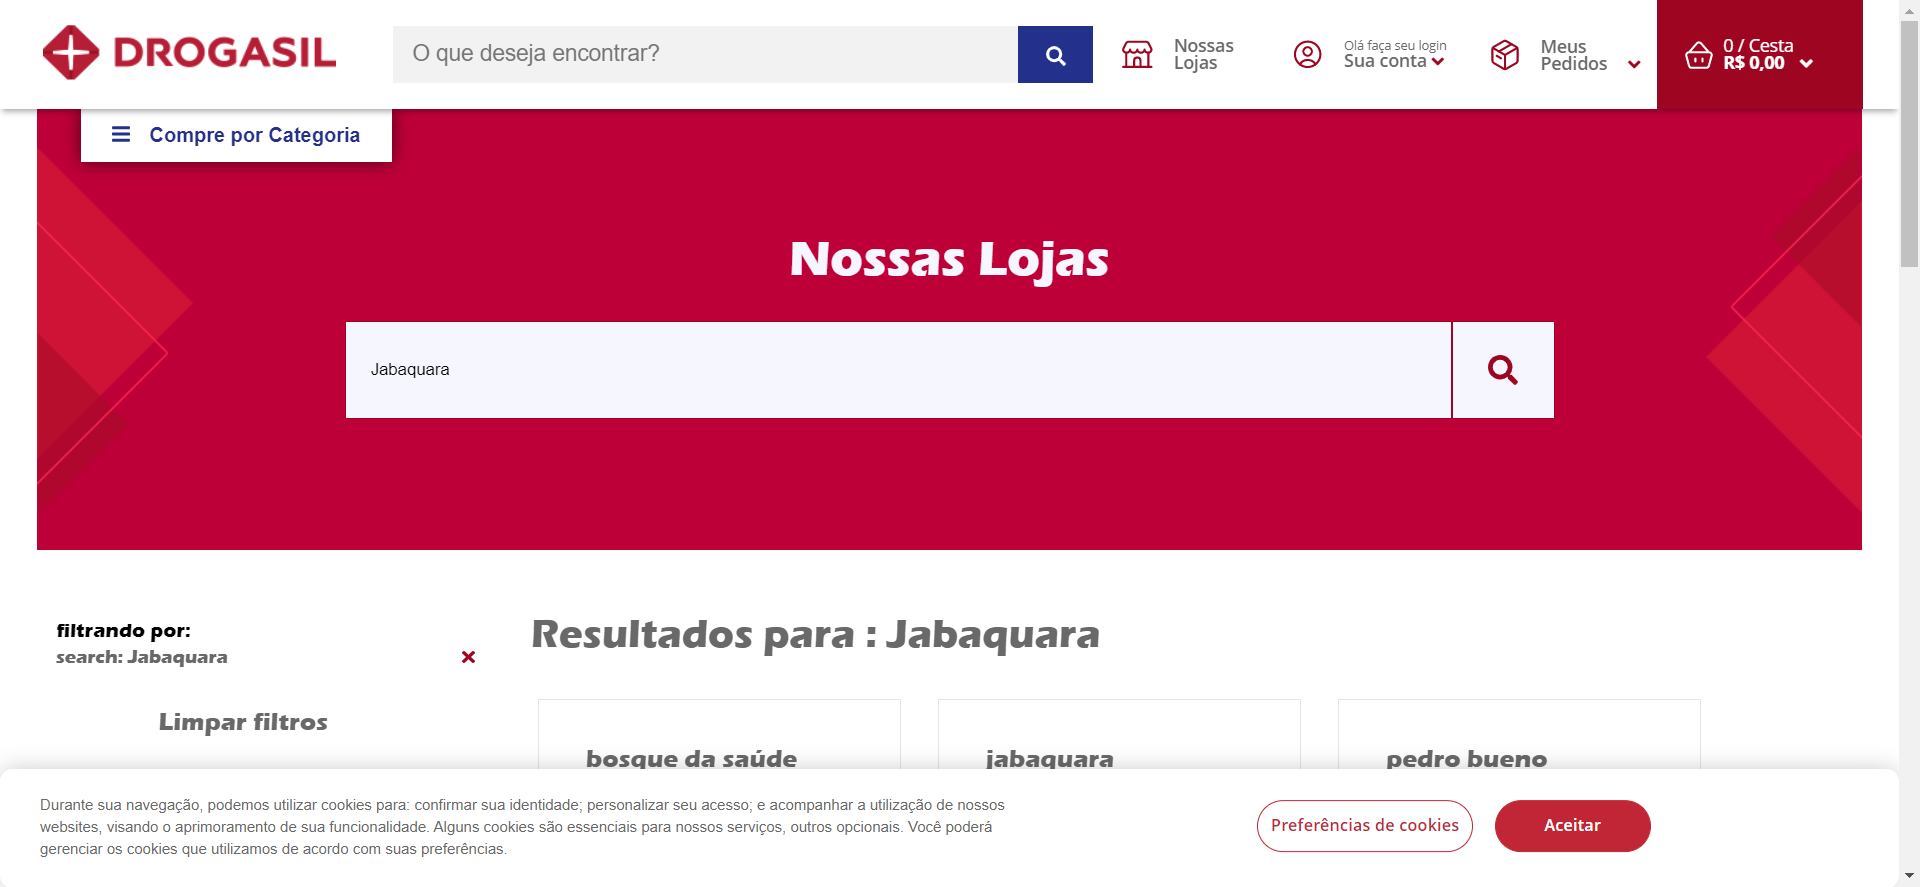 DROGASIL
O que deseja encontrar?
Nossas
Lojas
Olá faça seu login
Sua conta
Meus
Pedidos
0 / Cesta
R$ 0,00
Compre por Categoria
Nossas Lojas
Jabaquara
filtrando por:
search: Jabaquara
Limpar filtros
Resultados para : Jabaquara
bosque da saúde
jabaquara
pedro bueno
Durante sua navegação, podemos utilizar cookies para: confirmar sua identidade; personalizar seu acesso; e acompanhar a utilização de nossos
websites, visando o aprimoramento de sua funcionalidade. Alguns cookies são essenciais para nossos serviços, outros opcionais. Você poderá
gerenciar os cookies que utilizamos de acordo com suas preferências.
Preferências de cookies
Aceitar